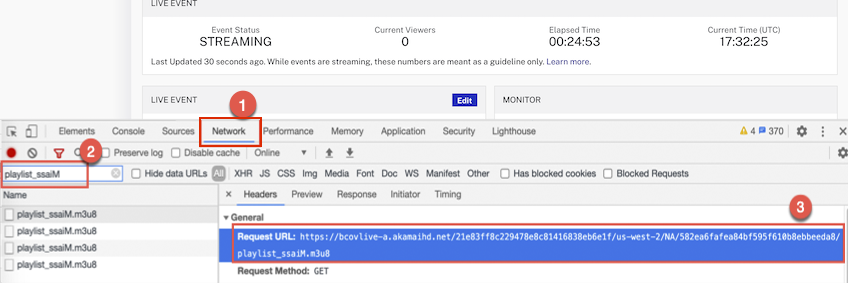 LIVE EVENT
Event Status Current Viewers Elapsed Time Current Time (UTC)
STREAMING 0 00:24:53 17:32:25
Last Updated 30 seconds ago. While events are streaming, these numbers are meant as a guideline only. Learn more.
LIVE EVENT Edit MONITOR
1
Elements Console Sources Network Performance Memory Application Security Lighthouse 4 370
2 Preserve log Disable cache Online
playlist_ssaiM Hide data URLs All XHR JS CSS Img Media Font Doc WS Manifest Other Has blocked cookies Blocked Requests
Name Headers Preview Response Initiator Timing
playlist_ssaiM.m3u8 General 3
playlist_ssaiM.m3u8 Request URL: https://bcovlive-a.akamaihd.net/21e83ff8c229478e8c81416838eb6e1f/us-west-2/NA/582ea6fafea84bf595f610b8ebbeeda8/
playlist_ssaiM.m3u8 playlist_ssaiM.m3u8
playlist_ssaiM.m3u8 Request Method: GET